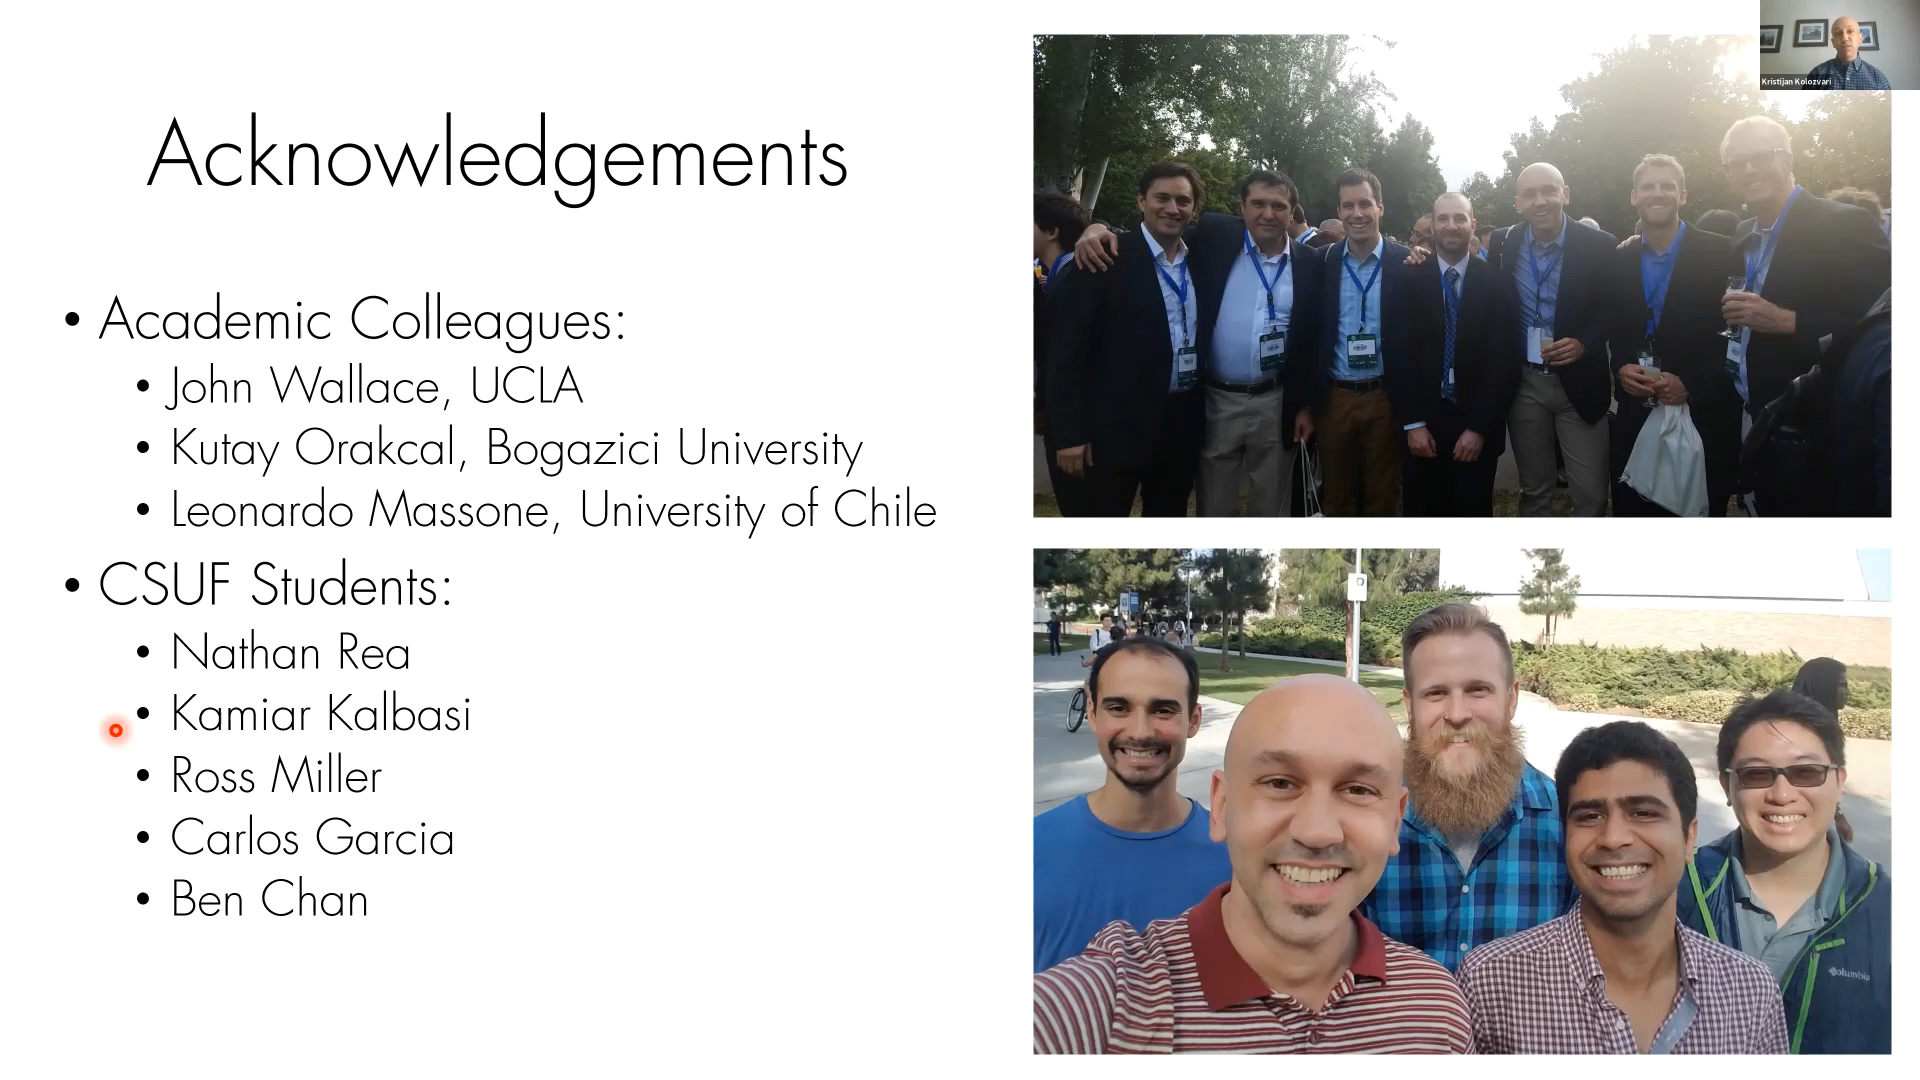 Kristijan Kolozvari
Acknowledgements
• Academic Colleagues:
• John Wallace, UCLA
• Kutay Orakcal, Bogazici University
• Leonardo Massone, University of Chile
• CSUF Students:
• Nathan Rea
• Kamiar Kalbasi
• Ross Miller
• Carlos Garcia
• Ben Chan
Columbia